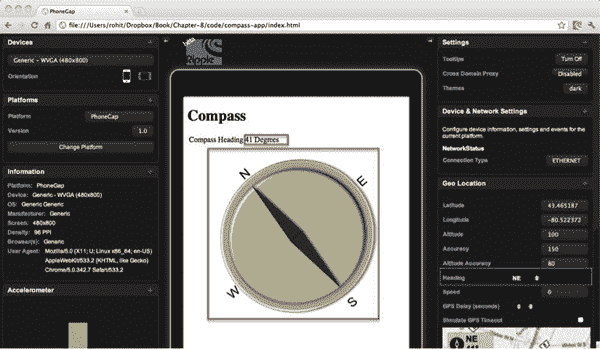 PhoneGap
file:///Users/rohit/Dropbox/Book/Chapter-8/code/compass-app/index.html
Devices
Generic - WVGA (480x800)
Orientation
Platforms
Platform PhoneGap
Version 1.0
Change Platform
Information
Platform: PhoneGap
Device: Generic - WVGA (480x800)
OS: Generic Generic
Manufacturer: Generic
Screen: 480x800
Density: 96 PPI
Browser(s): Generic
User Agent: Mozilla/5.0 (X11; U; Linux x86_64; en-US)
AppleWebKit/533.2 (KHTML, like Gecko)
Chrome/5.0.342.7 Safari/533.2
Accelerometer
beta
Ripple
Compass
Compass Heading 41 Degrees
N
E
W
S
Settings
Tooltips Turn Off
Cross Domain Proxy Disabled
Themes dark
Device & Network Settings
Configure device information, settings and events for the
current platform.
NetworkStatus
Connection Type ETHERNET
Geo Location
Latitude 43.465187
Longitude -80.522372
Altitude 100
Accuracy 150
Altitude Accuracy 80
Heading NE
Speed 0
GPS Delay (seconds)
Simulate GPS Timeout
NE